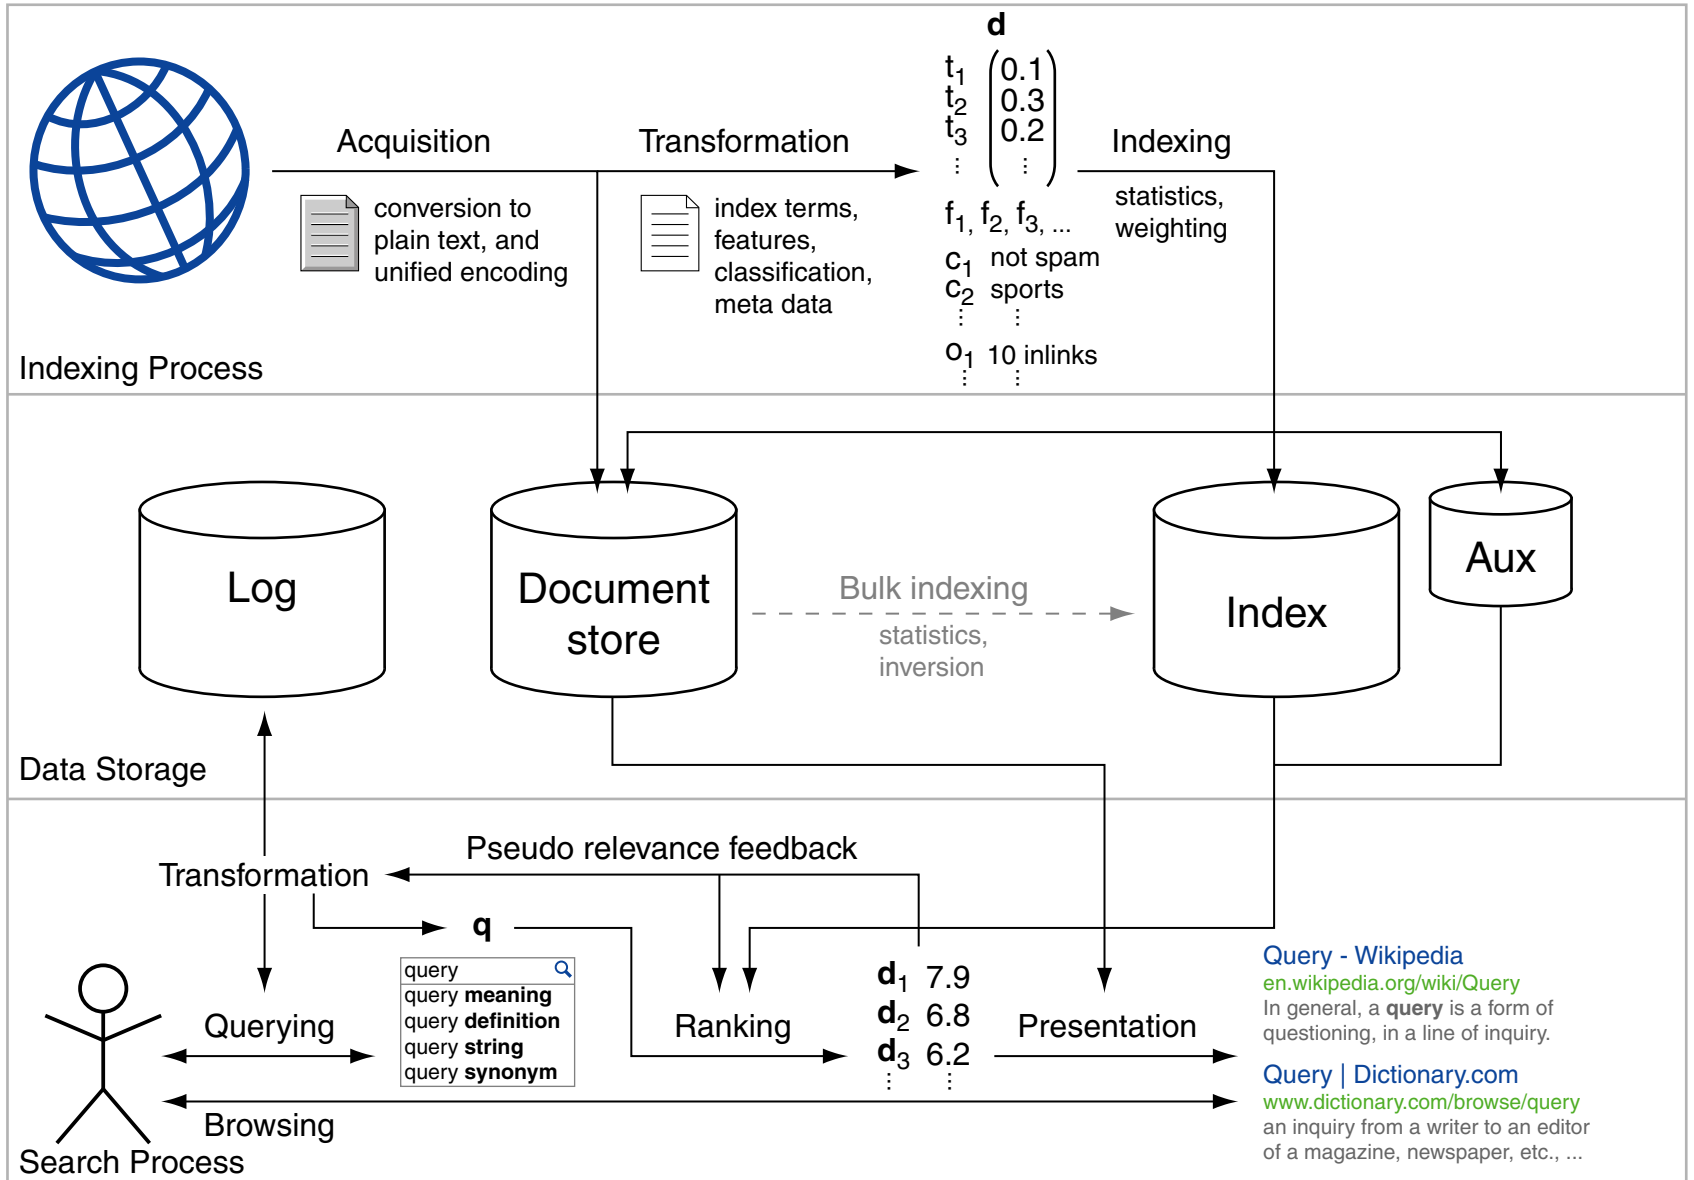 d
t1 0.1
t2 0.3
t3 0.2
⋮ ⋮
Acquisition
conversion to
plain text, and
unified encoding
Transformation
index terms,
features,
classification,
meta data
f1, f2, f3, ...
c1 not spam
c2 sports
⋮ ⋮
o1 10 inlinks
⋮ ⋮
Indexing
statistics,
weighting
Indexing Process
Log
Document
store
Bulk indexing
statistics,
inversion
Index
Aux
Data Storage
Pseudo relevance feedback
Transformation
q
query
query meaning
query definition
query string
query synonym
Querying
Ranking
d1 7.9
d2 6.8
d3 6.2
⋮ ⋮
Presentation
Query - Wikipedia
en.wikipedia.org/wiki/Query
In general, a query is a form of
questioning, in a line of inquiry.
Query | Dictionary.com
www.dictionary.com/browse/query
an inquiry from a writer to an editor
of a magazine, newspaper, etc., ...
Browsing
Search Process